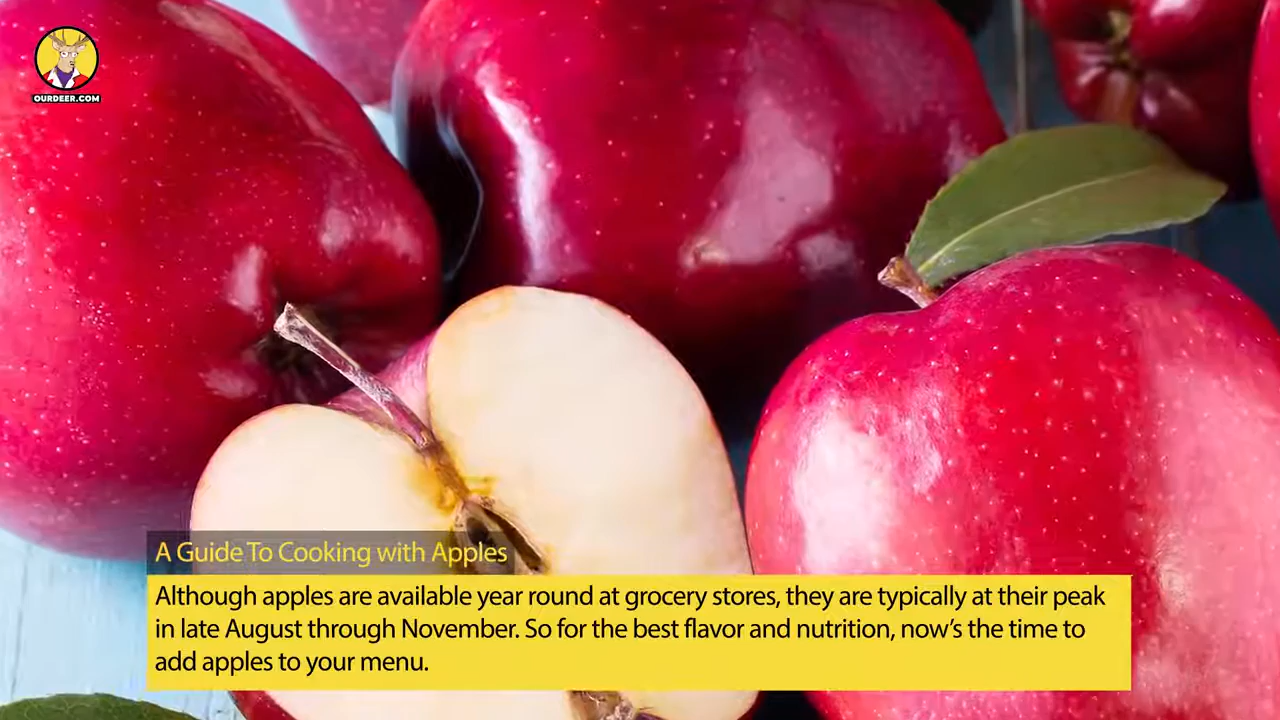 OURDEER.COM
A Guide To Cooking with Apples
Although apples are available year round at grocery stores, they are typically at their peak
in late August through November. So for the best flavor and nutrition, now's the time to
add apples to your menu.